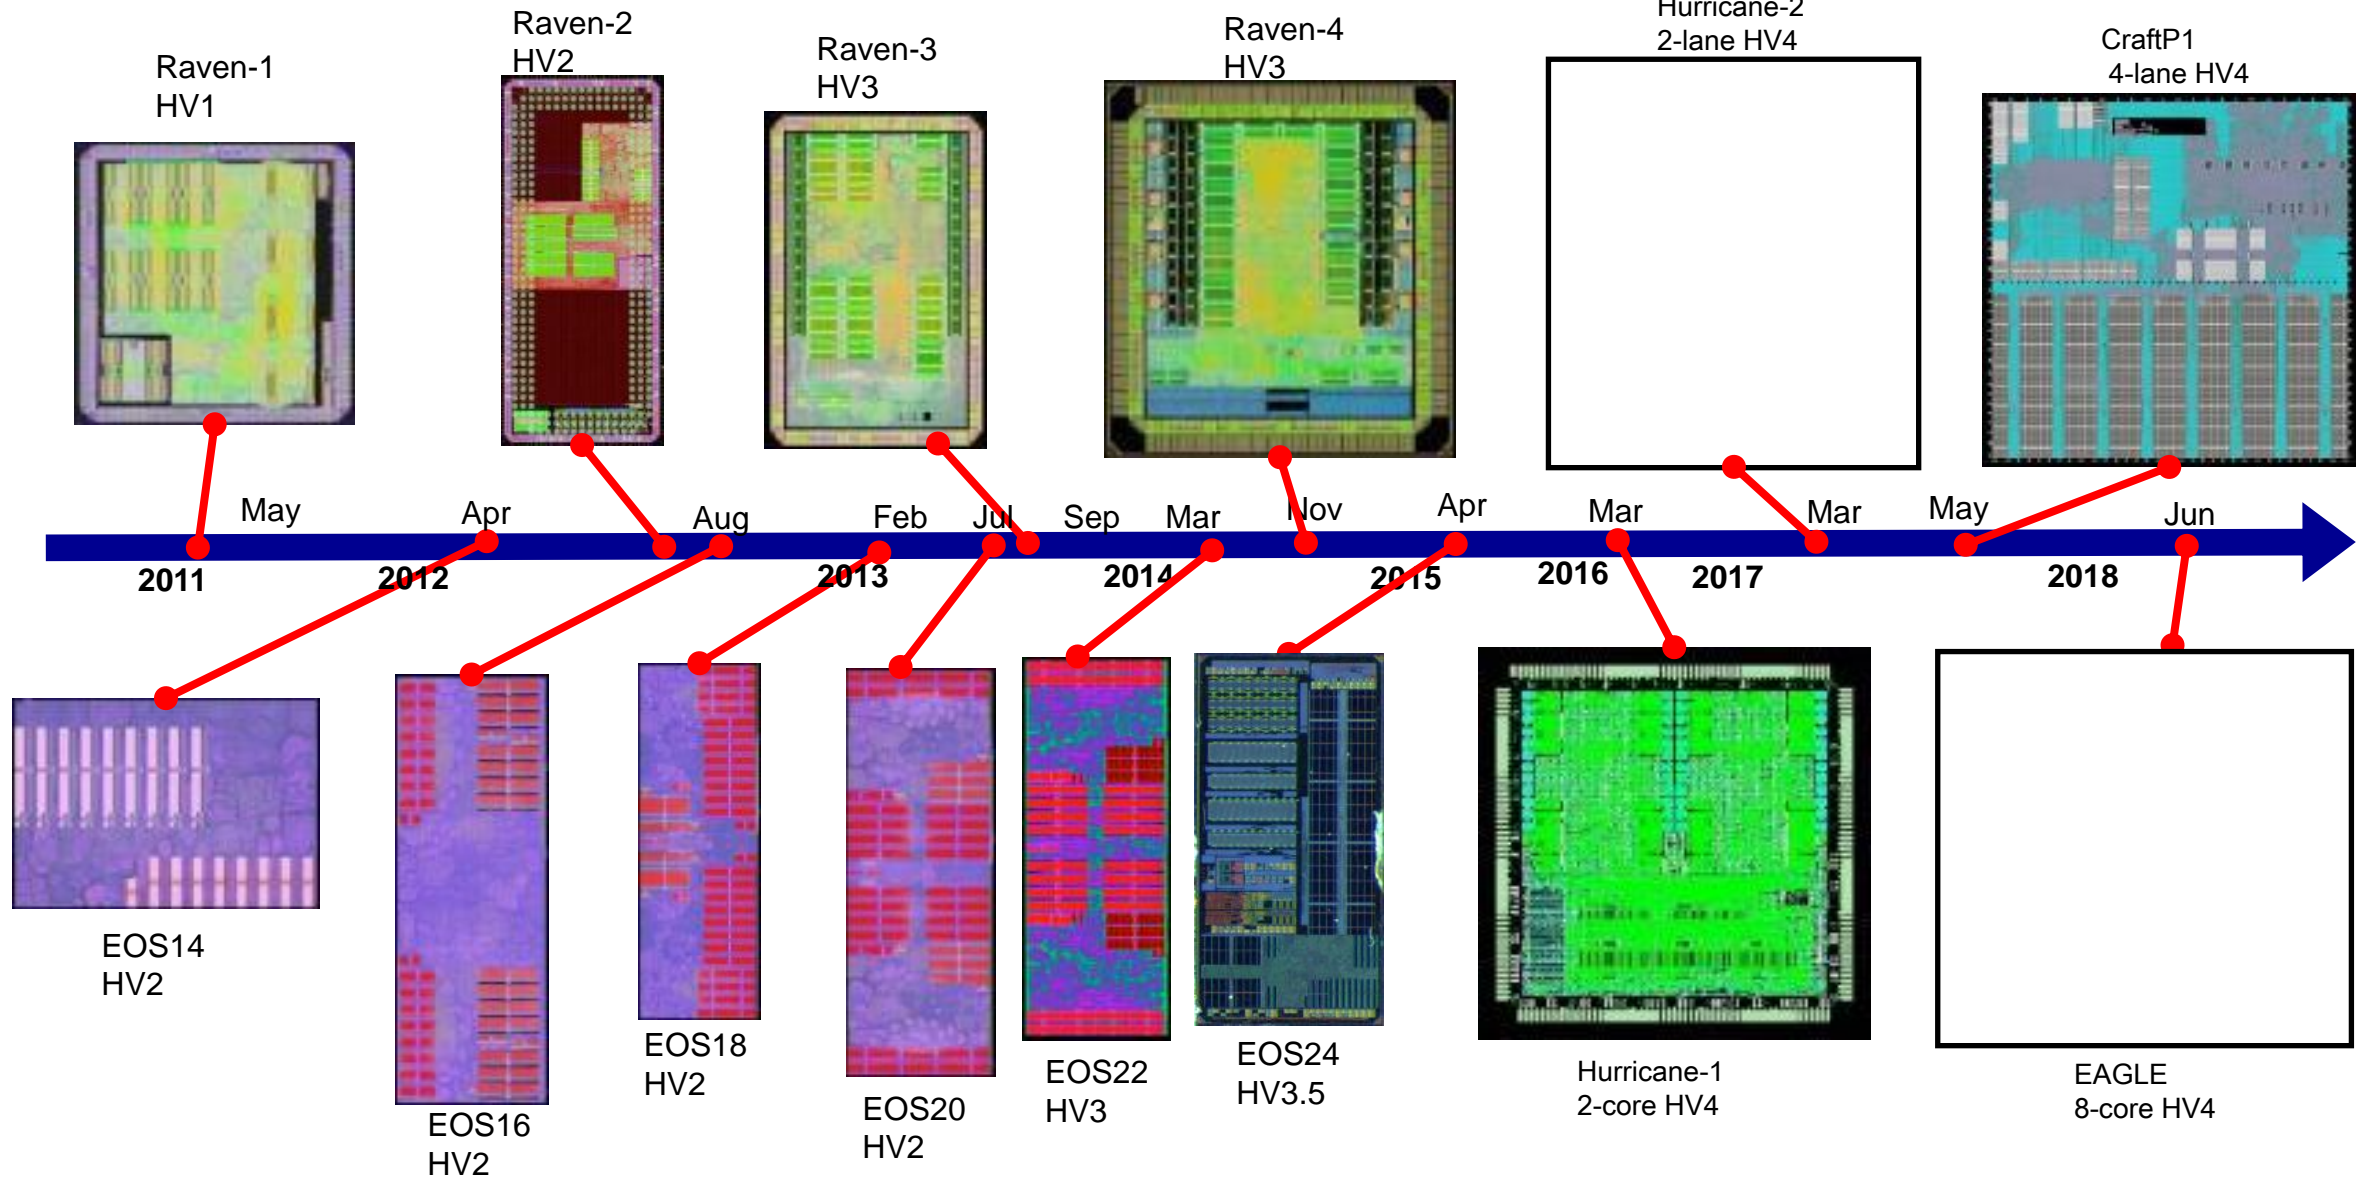 Raven-1
HV1
Raven-2
HV2
Raven-3
HV3
Raven-4
HV3
Hurricane-2
2-lane HV4
CraftP1
4-lane HV4
May
Apr
Aug
Feb
Jul
Sep
Mar
Nov
Apr
Mar
Mar
May
Jun
2011
2012
2013
2014
2015
2016
2017
2018
EOS14
HV2
EOS16
HV2
EOS18
HV2
EOS20
HV2
EOS22
HV3
EOS24
HV3.5
Hurricane-1
2-core HV4
EAGLE
8-core HV4